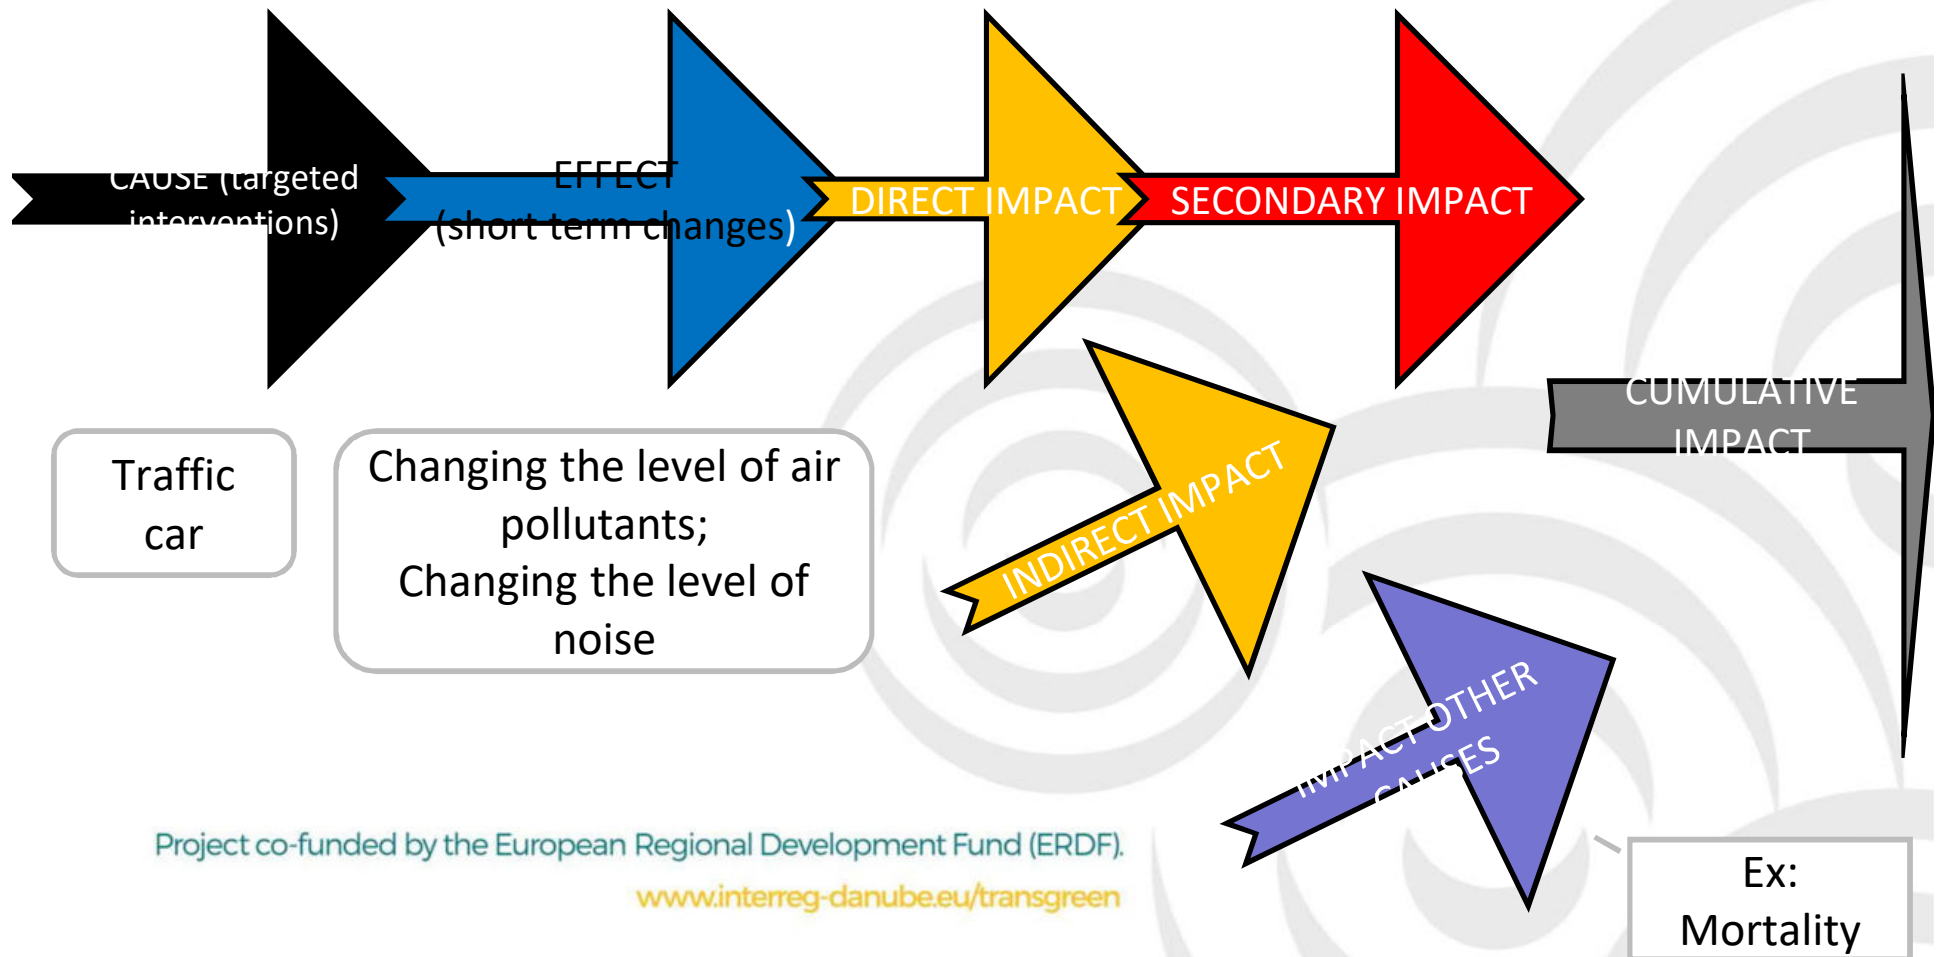 CAUSE (targeted
interventions)
EFFECT
(short term changes)
DIRECT IMPACT
SECONDARY IMPACT
CUMULATIVE
IMPACT
Traffic
car
Changing the level of air
pollutants;
Changing the level of
noise
INDIRECT IMPACT
IMPACT OTHER
CAUSES
Project co-funded by the European Regional Development Fund (ERDF).
www.interreg-danube.eu/transgreen
Ex:
Mortality